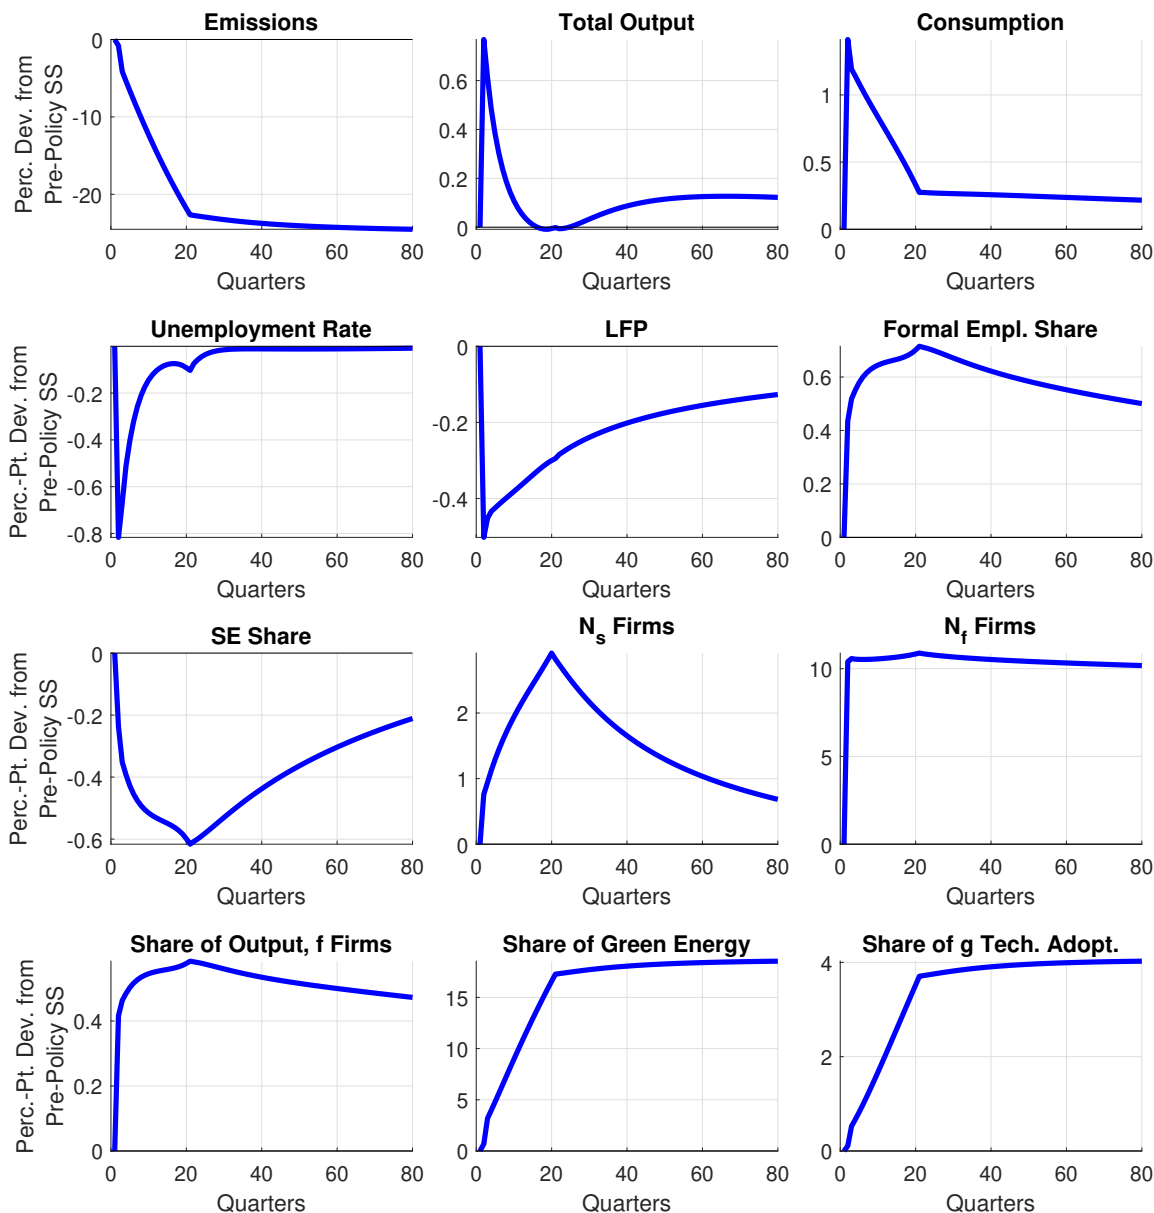 Emissions
Perc. Dev. from
Pre-Policy SS
0
-10
-20
0 20 40 60 80
Quarters
Total Output
0.6
0.4
0.2
0
0 20 40 60 80
Quarters
Consumption
1
0.5
0
0 20 40 60 80
Quarters
Unemployment Rate
Perc.-Pt. Dev. from
Pre-Policy SS
-0.2
-0.4
-0.6
-0.8
0 20 40 60 80
Quarters
LFP
0
-0.2
-0.4
0 20 40 60 80
Quarters
Formal Empl. Share
0.6
0.4
0.2
0
0 20 40 60 80
Quarters
SE Share
Perc.-Pt. Dev. from
Pre-Policy SS
0
-0.2
-0.4
-0.6
0 20 40 60 80
Quarters
N_s Firms
2
1
0
0 20 40 60 80
Quarters
N_f Firms
10
5
0
0 20 40 60 80
Quarters
Share of Output, f Firms
Perc.-Pt. Dev. from
Pre-Policy SS
0.4
0.2
0
0 20 40 60 80
Quarters
Share of Green Energy
15
10
5
0
0 20 40 60 80
Quarters
Share of g Tech. Adopt.
4
2
0
0 20 40 60 80
Quarters